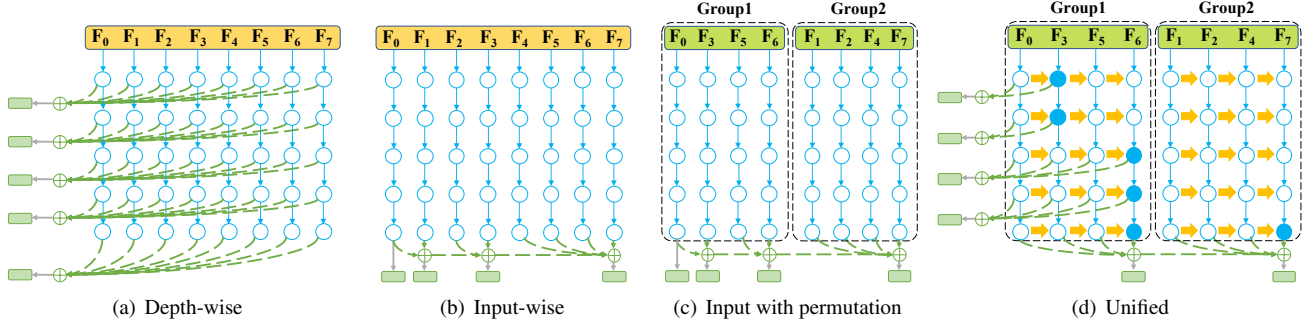 Group1 Group2 Group1 Group2
F0 F1 F2 F3 F4 F5 F6 F7 F0 F1 F2 F3 F4 F5 F6 F7 F0 F3 F5 F6 F1 F2 F4 F7 F0 F3 F5 F6 F1 F2 F4 F7
(a) Depth-wise (b) Input-wise (c) Input with permutation (d) Unified